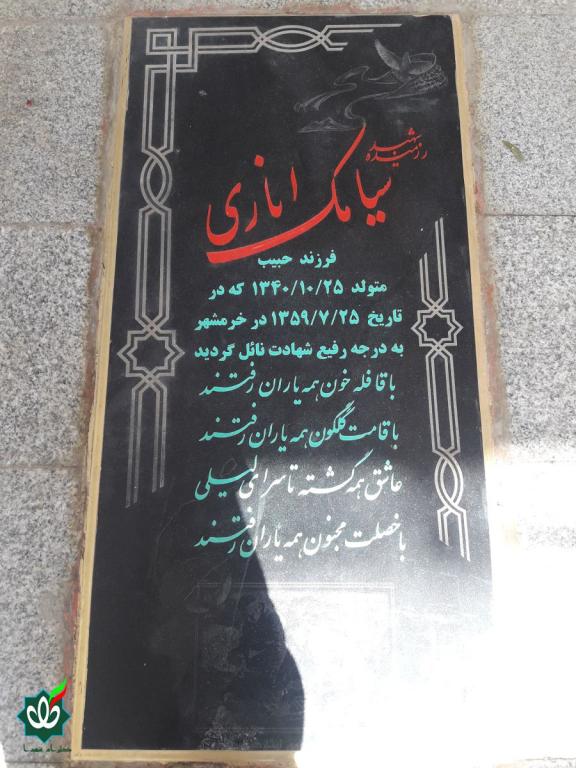 رزمنده شهید
سیامک انازی
فرزند حبیب
متولد ۱۳۴۰/۱۰/۲۵ که در
تاریخ ۱۳۵۹/۷/۲۵ در خرمشهر
به درجه رفیع شهادت نائل گردید
با قافله خون همه یاران رفتند
با قامت گلگون همه یاران رفتند
عاشق همه گشته تا سرای لیلی
با خصلت مجنون همه یاران رفتند